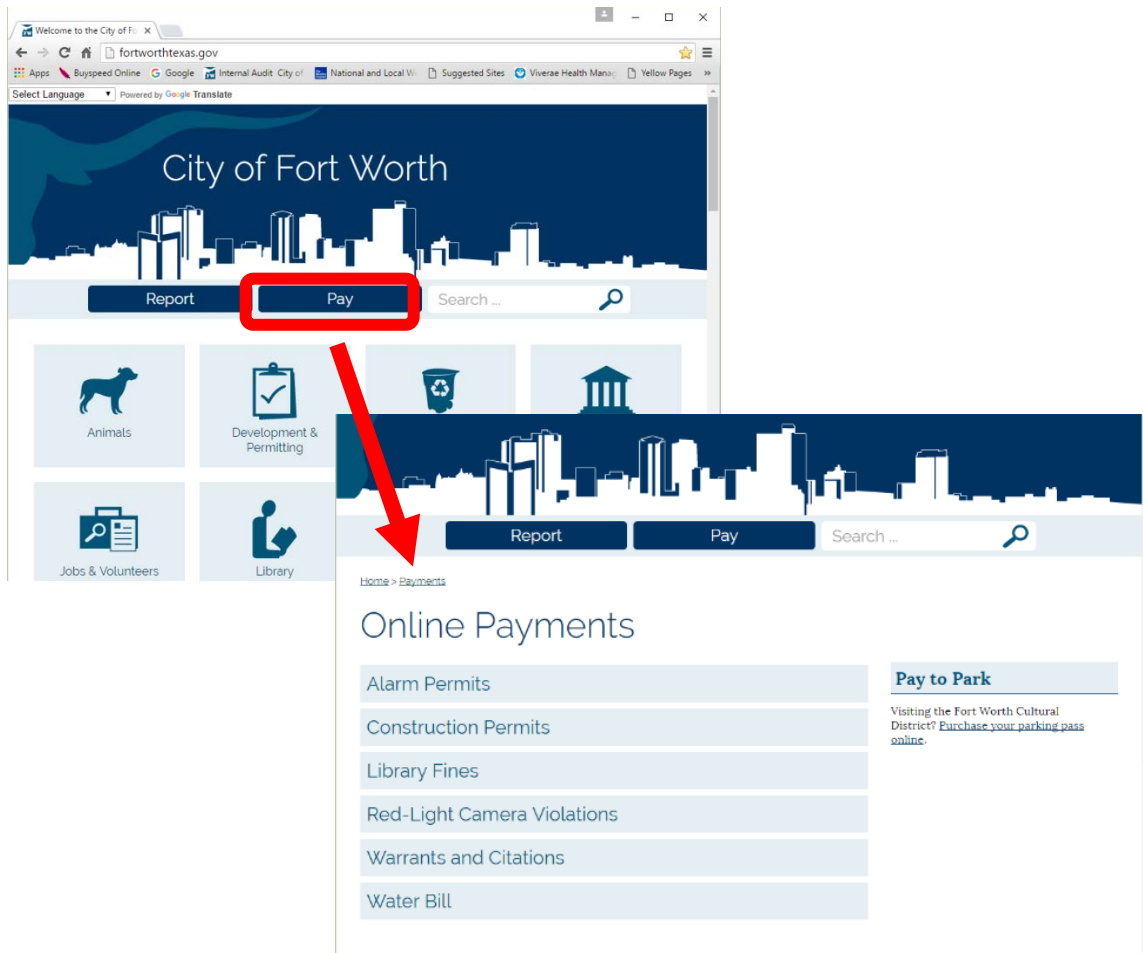 Welcome to the City of Fo
fortworthtexas.gov
Apps Buyspeed Online Google Internal Audit City of National and Local W Suggested Sites Viverae Health Manag Yellow Pages »
Select Language Powered by Google Translate
City of Fort Worth
Report Pay Search ...
Animals
Development &
Permitting
Jobs & Volunteers
Library
Report Pay Search ...
Home > Payments
Online Payments
Alarm Permits
Construction Permits
Library Fines
Red-Light Camera Violations
Warrants and Citations
Water Bill
Pay to Park
Visiting the Fort Worth Cultural
District? Purchase your parking pass
online.